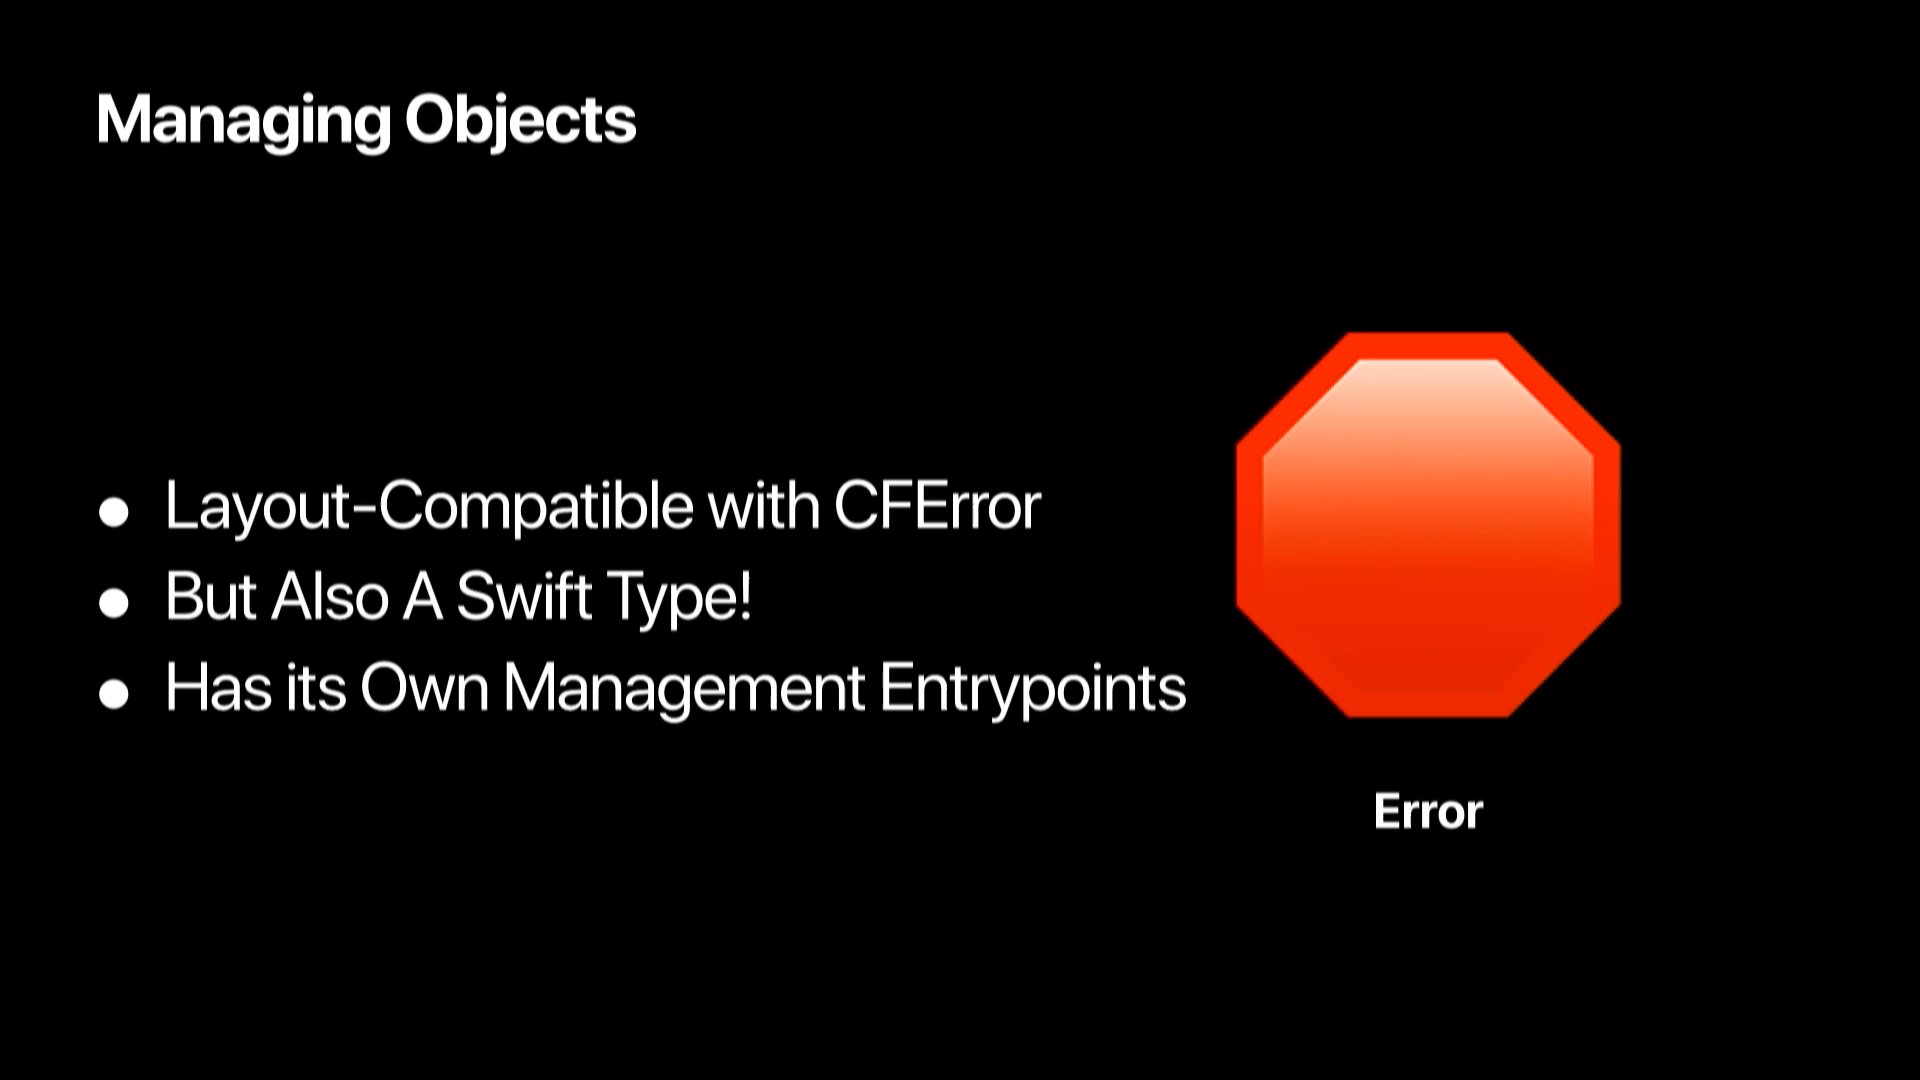 Managing Objects
● Layout-Compatible with CFError
● But Also A Swift Type!
● Has its Own Management Entrypoints
Error